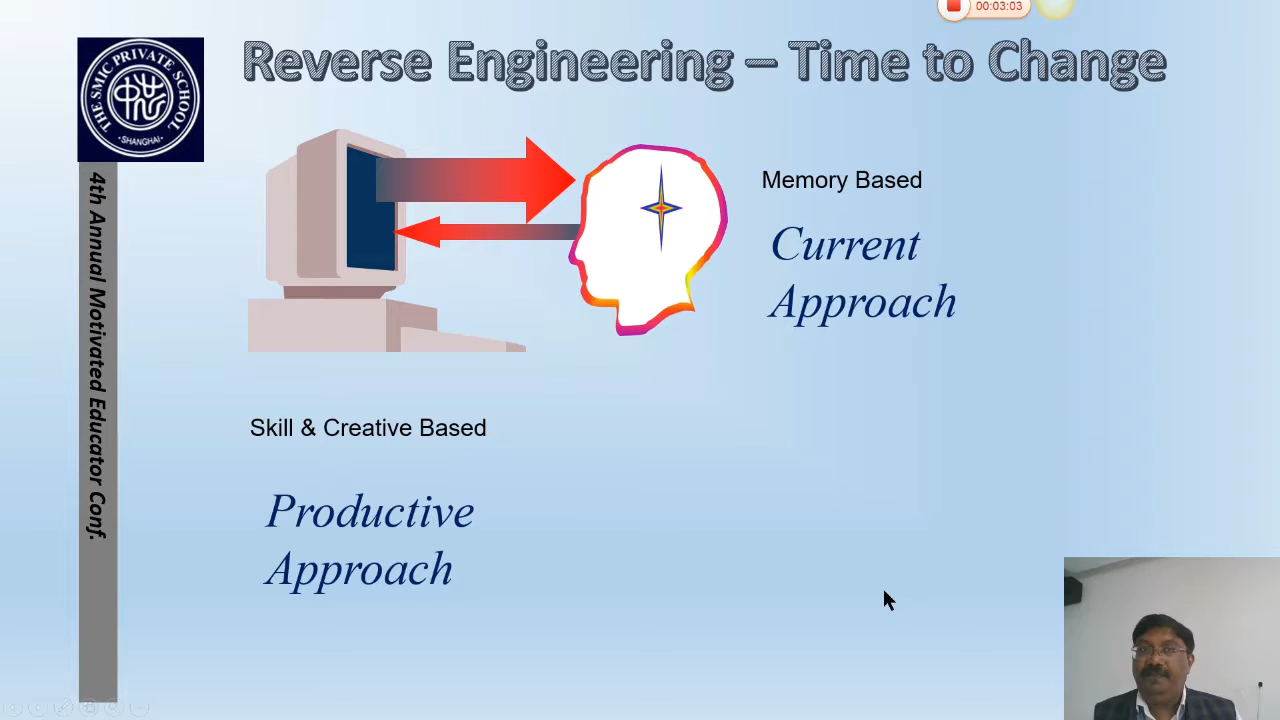 00:03:03
Reverse Engineering – Time to Change
THE SMIC PRIVATE SCHOOL
·SHANGHAI·
4th Annual Motivated Educator Conf.
Memory Based
Current
Approach
Skill & Creative Based
Productive
Approach